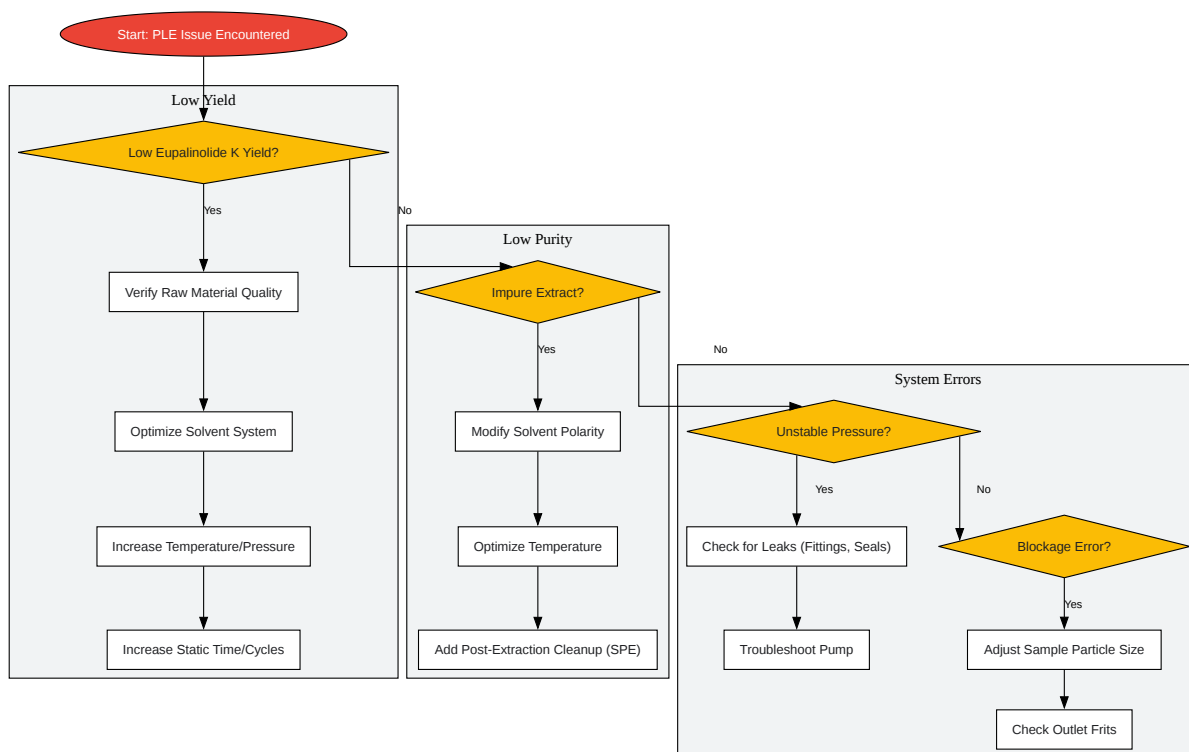 Start: PLE Issue Encountered
Low Yield
Low Eupalinolide K Yield?
Yes
No
Verify Raw Material Quality
Optimize Solvent System
Increase Temperature/Pressure
Increase Static Time/Cycles
Low Purity
Impure Extract?
Yes
No
Modify Solvent Polarity
Optimize Temperature
Add Post-Extraction Cleanup (SPE)
System Errors
Unstable Pressure?
Yes
No
Check for Leaks (Fittings, Seals)
Troubleshoot Pump
Blockage Error?
Yes
Adjust Sample Particle Size
Check Outlet Frits